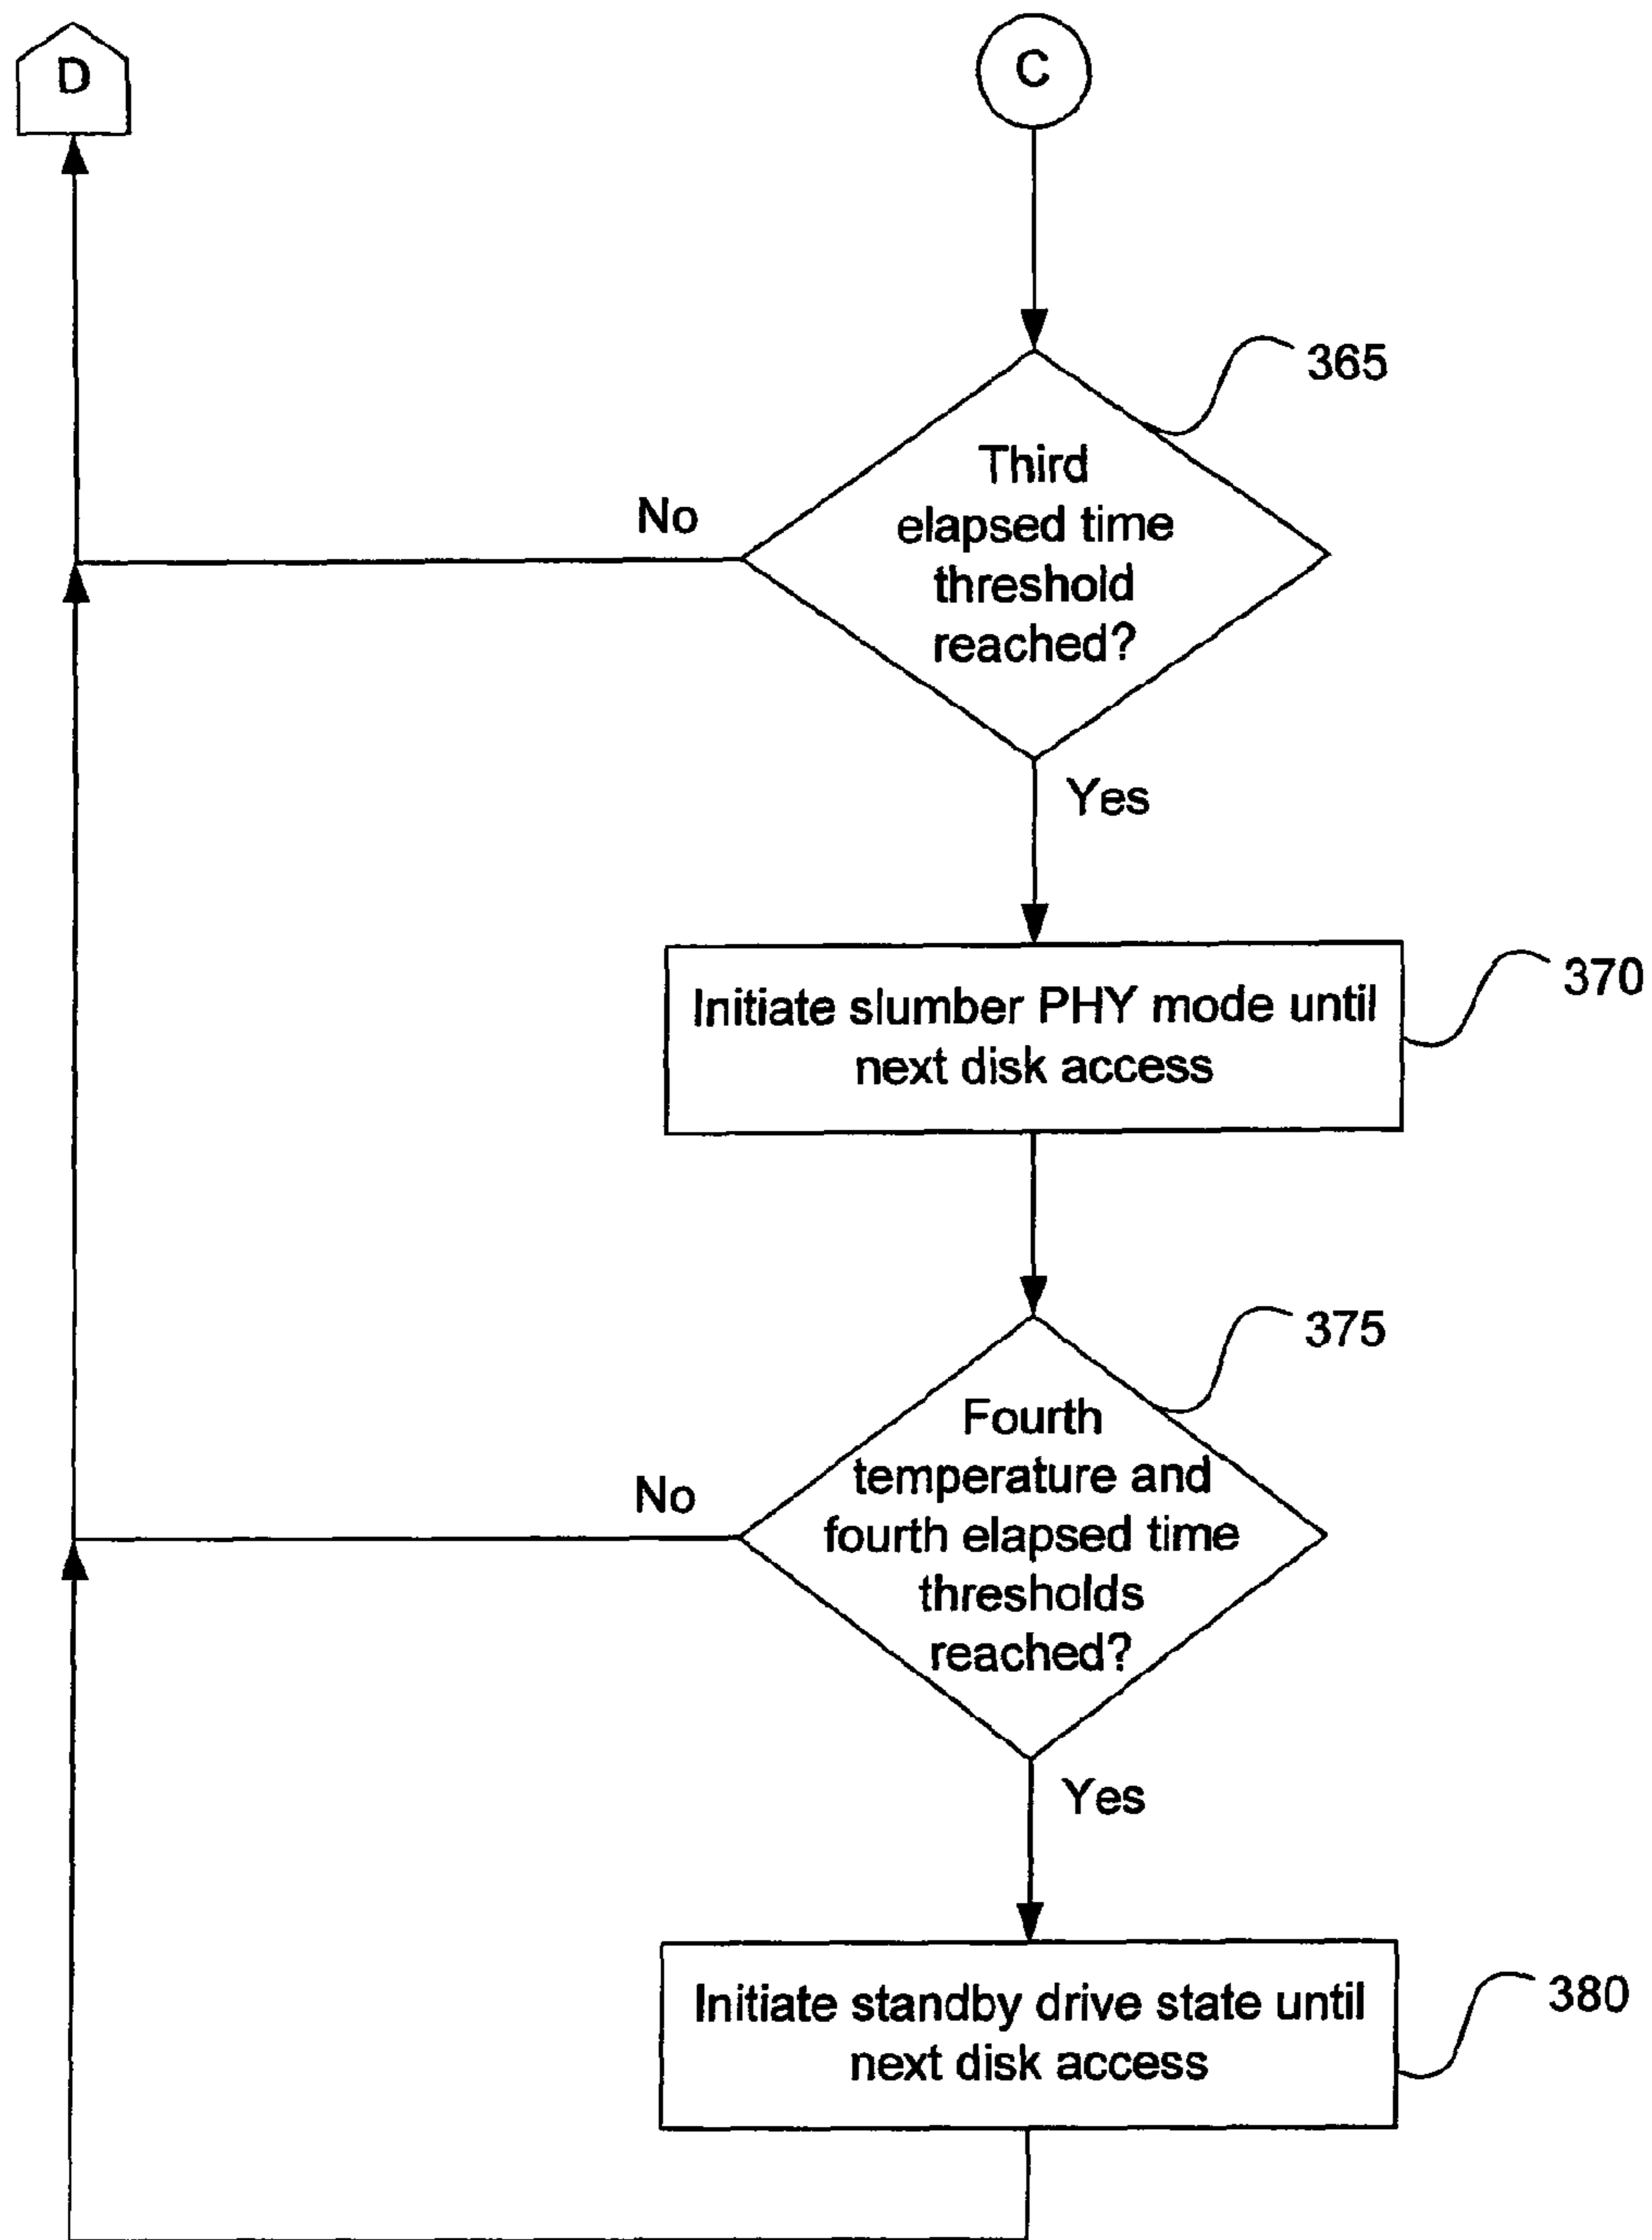 D
C
365
Third
elapsed time
threshold
reached?
No
Yes
370
Initiate slumber PHY mode until
next disk access
375
Fourth
temperature and
fourth elapsed time
thresholds
reached?
No
Yes
380
Initiate standby drive state until
next disk access